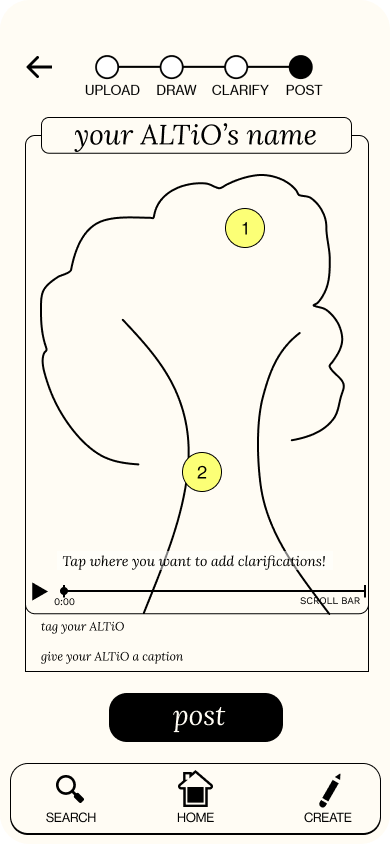 UPLOAD DRAW CLARIFY POST
your ALTiO’s name
1
2
Tap where you want to add clarifications!
0:00
SCROLL BAR
tag your ALTiO
give your ALTiO a caption
post
SEARCH HOME CREATE